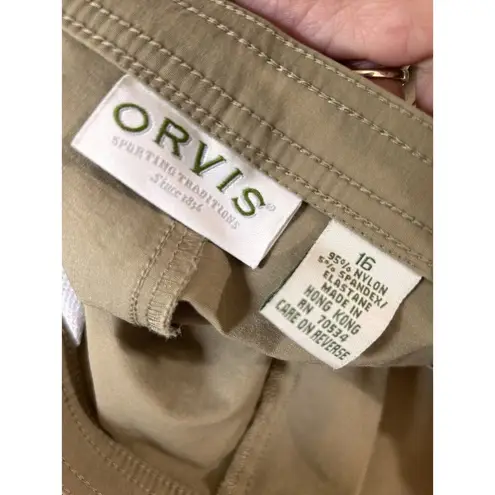 ORVIS®
SPORTING TRADITIONS
Since 1856
16
95% NYLON
5% SPANDEX/
ELASTANE
MADE IN
HONG KONG
RN 70534
CARE ON REVERSE